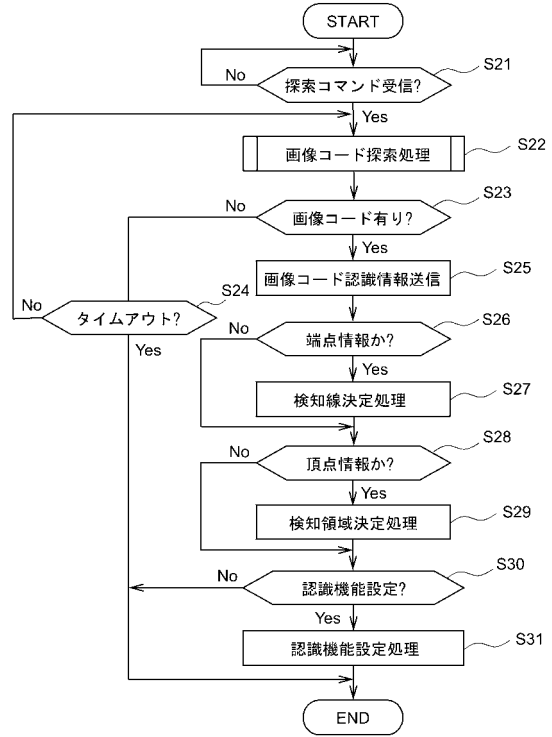 START
S21
No
探索コマンド受信?
Yes
S22
画像コード探索処理
S23
No
画像コード有り?
Yes
S25
画像コード認識情報送信
S24
No
タイムアウト?
Yes
S26
No
端点情報か?
Yes
S27
検知線決定処理
S28
No
頂点情報か?
Yes
S29
検知領域決定処理
S30
No
認識機能設定?
Yes
S31
認識機能設定処理
END